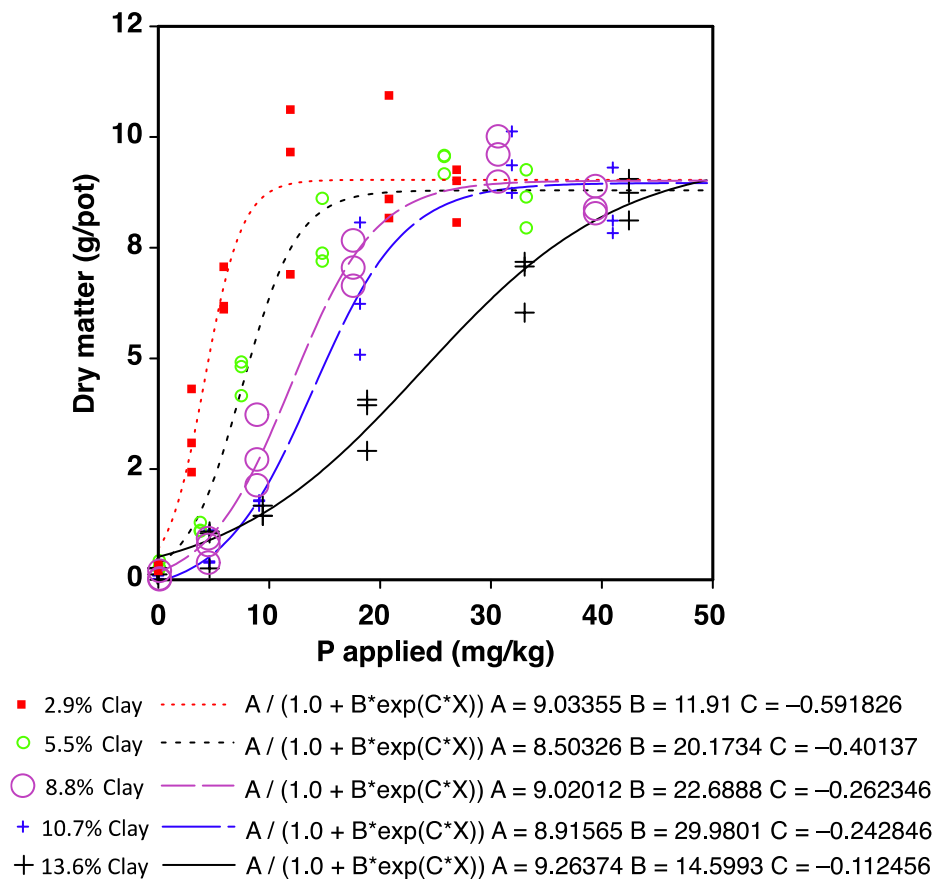 12
10
8
5
2
0
Dry matter (g/pot)
0 10 20 30 40 50
P applied (mg/kg)
2.9% Clay A / (1.0 + B*exp(C*X)) A = 9.03355 B = 11.91 C = –0.591826
5.5% Clay A / (1.0 + B*exp(C*X)) A = 8.50326 B = 20.1734 C = –0.40137
8.8% Clay A / (1.0 + B*exp(C*X)) A = 9.02012 B = 22.6888 C = –0.262346
10.7% Clay A / (1.0 + B*exp(C*X)) A = 8.91565 B = 29.9801 C = –0.242846
13.6% Clay A / (1.0 + B*exp(C*X)) A = 9.26374 B = 14.5993 C = –0.112456